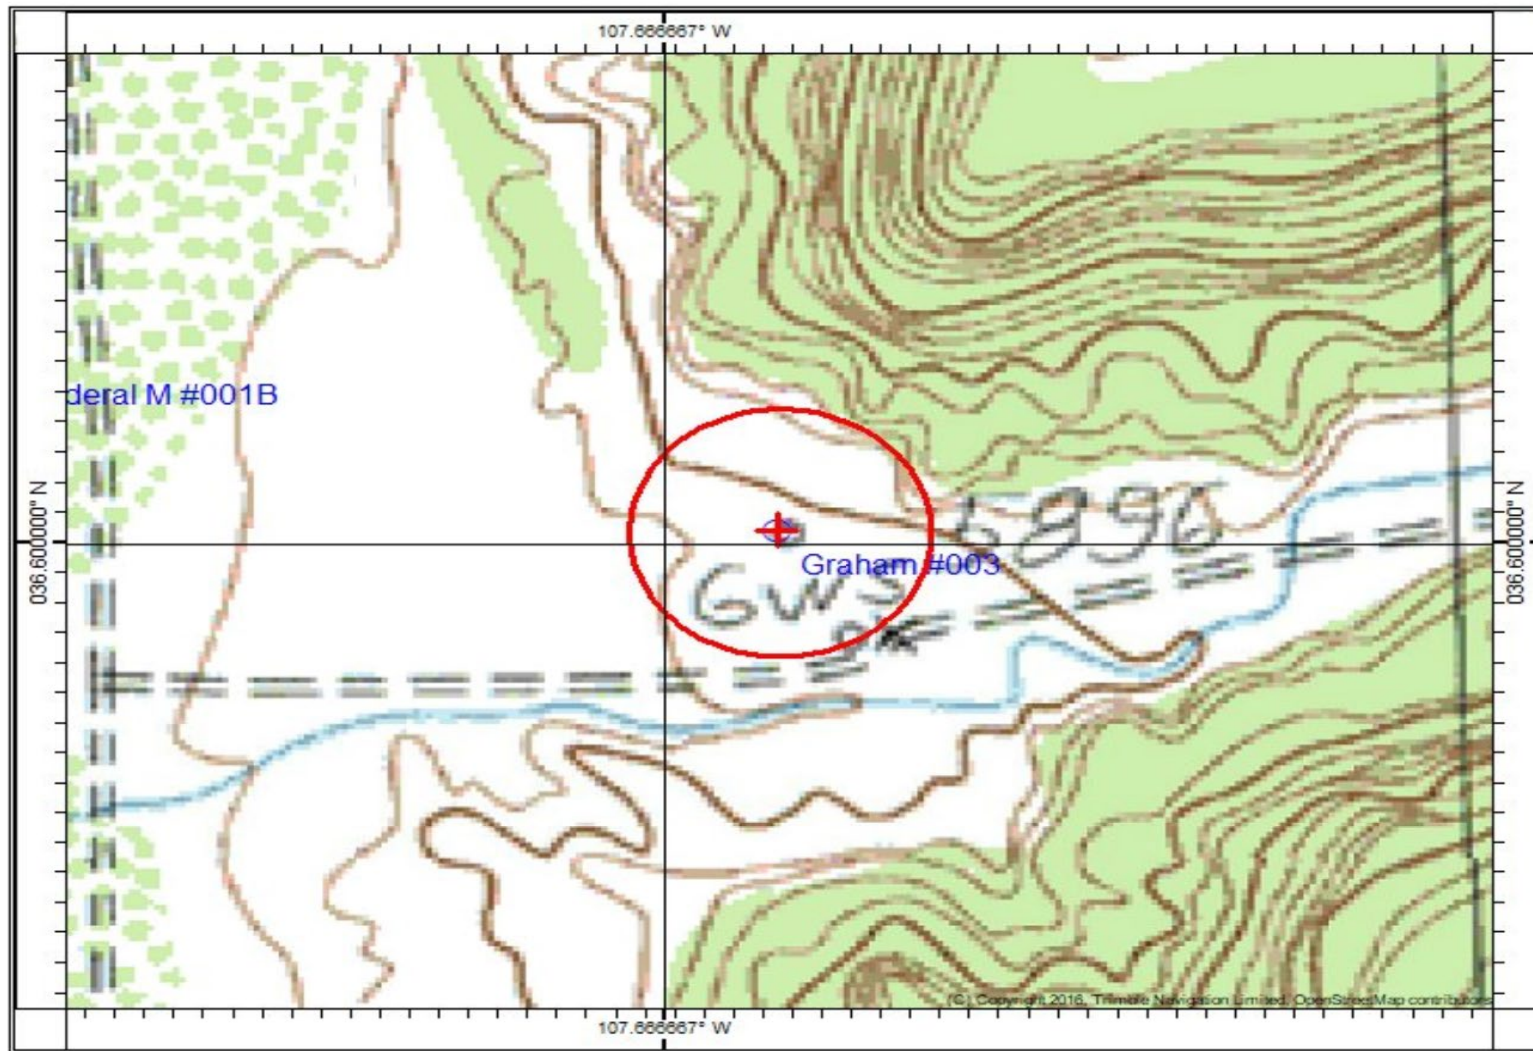 107.666667° W
deral M #001B
036.600000° N
036.600000° N
6896
Graham #003
GWS
(C) Copyright 2016, Trimble Navigation Limited, OpenStreetMap contributors
107.666667° W